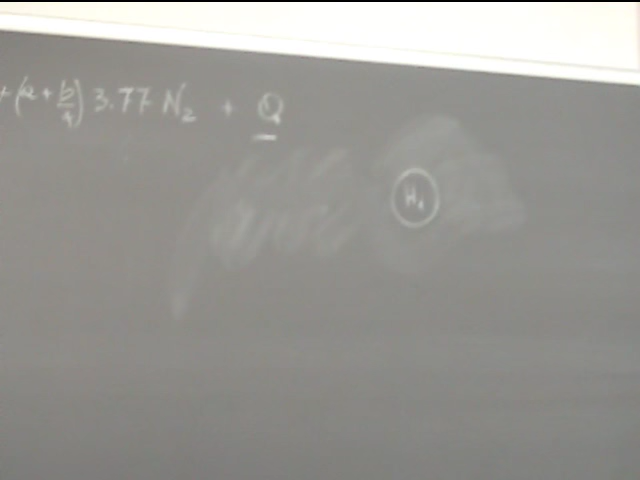 + (a + b/4) 3.77 N₂ + Q
H₂